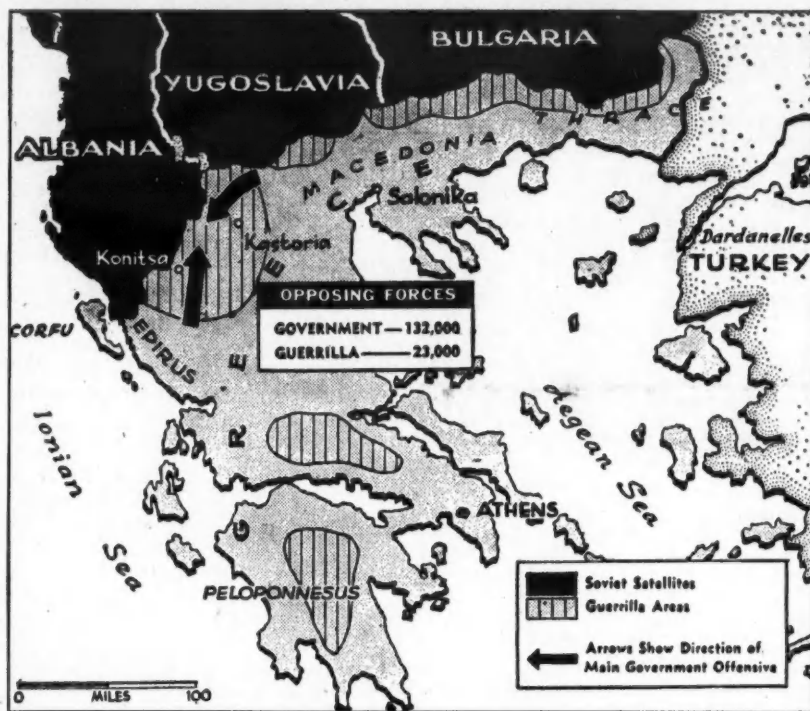 BULGARIA
YUGOSLAVIA
ALBANIA
THRACE
MACEDONIA
Salonika
Kastoria
Konitsa
Dardanelles
TURKEY
CORFU
EPIRUS
GREECE
OPPOSING FORCES
GOVERNMENT—132,000
GUERRILLA——23,000
Ionian
Sea
Aegean Sea
ATHENS
PELOPONNESUS
Soviet Satellites
Guerrilla Areas
Arrows Show Direction of
Main Government Offensive
0 MILES 100